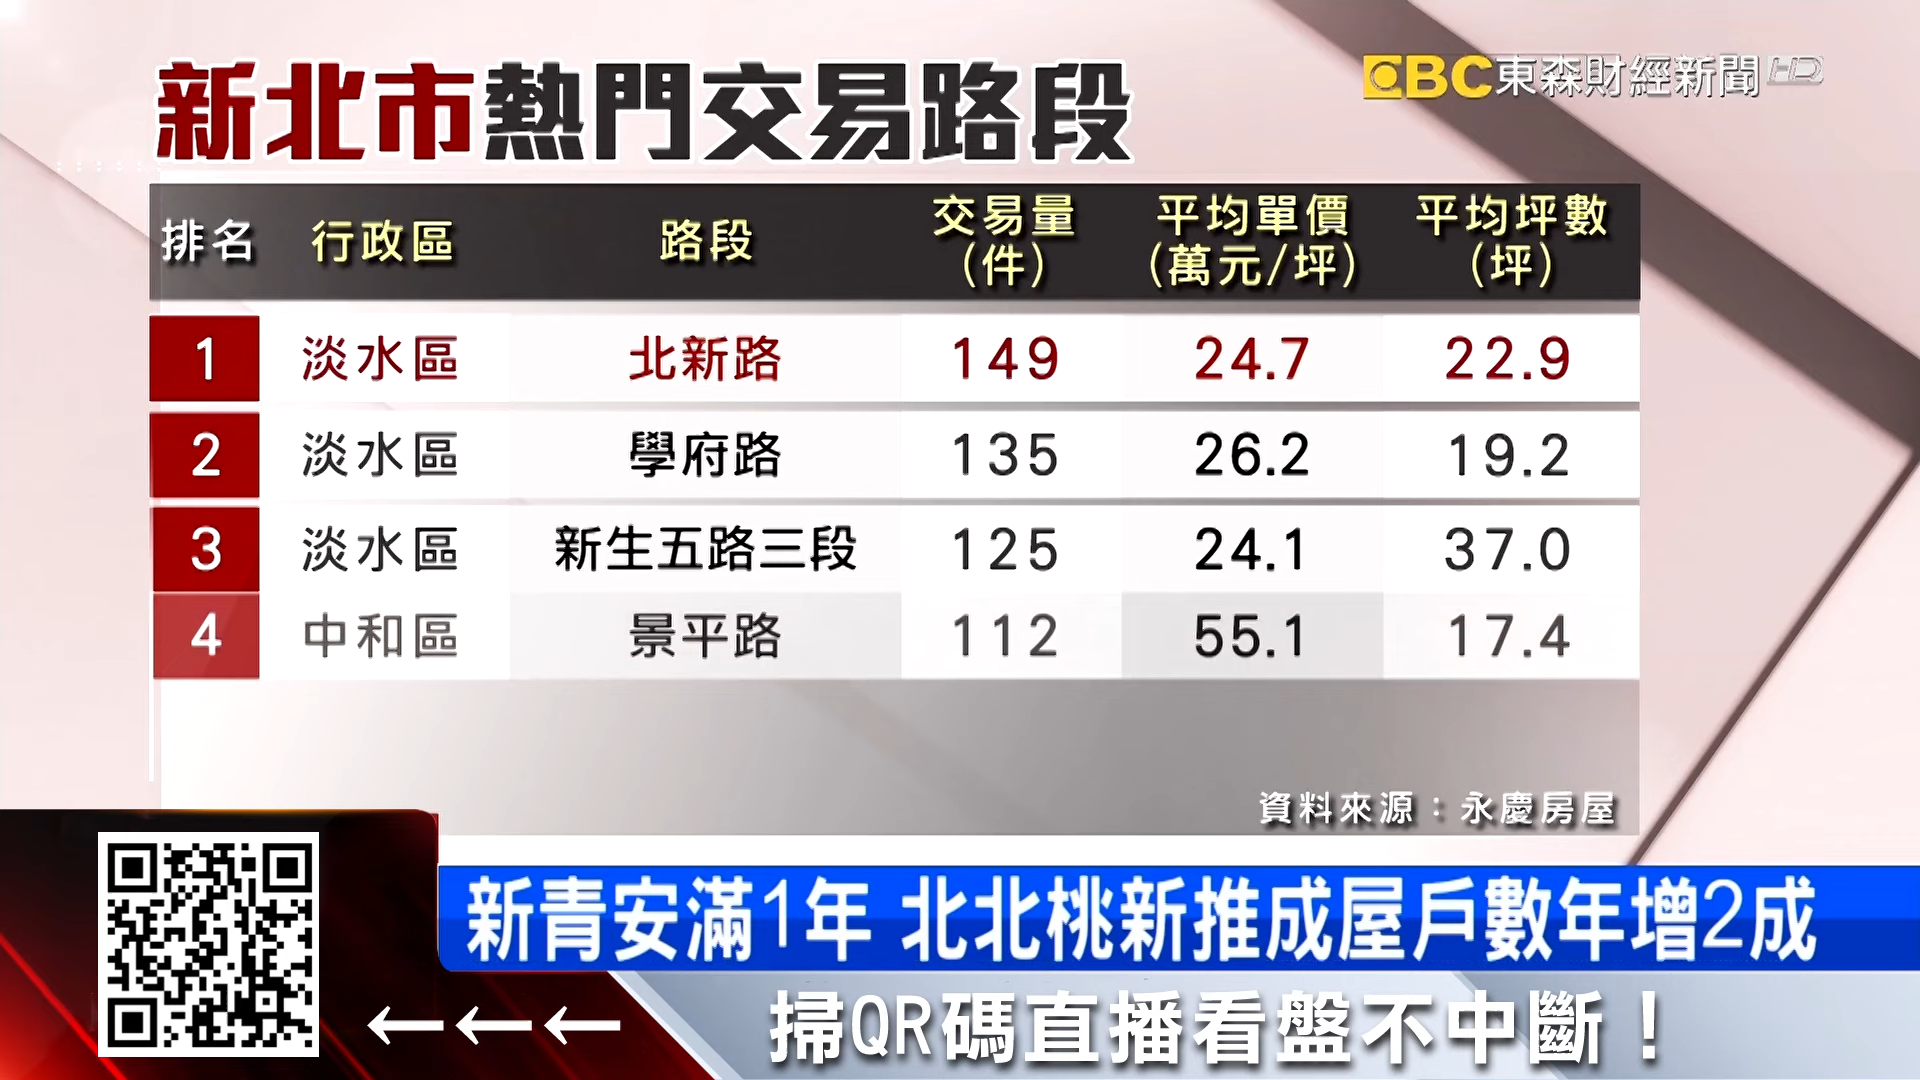 新北市熱門交易路段
EBC東森財經新聞HD
排名 行政區 路段 交易量(件) 平均單價(萬元/坪) 平均坪數(坪)
1 淡水區 北新路 149 24.7 22.9
2 淡水區 學府路 135 26.2 19.2
3 淡水區 新生五路三段 125 24.1 37.0
4 中和區 景平路 112 55.1 17.4
資料來源：永慶房屋
新青安滿1年 北北桃新推成屋戶數年增2成
←←← 掃QR碼直播看盤不中斷！